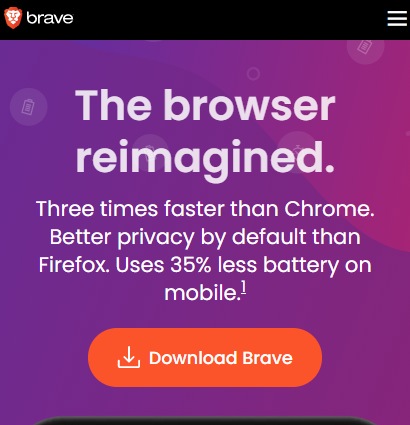 brave
The browser
reimagined.
Three times faster than Chrome.
Better privacy by default than
Firefox. Uses 35% less battery on
mobile.1
Download Brave